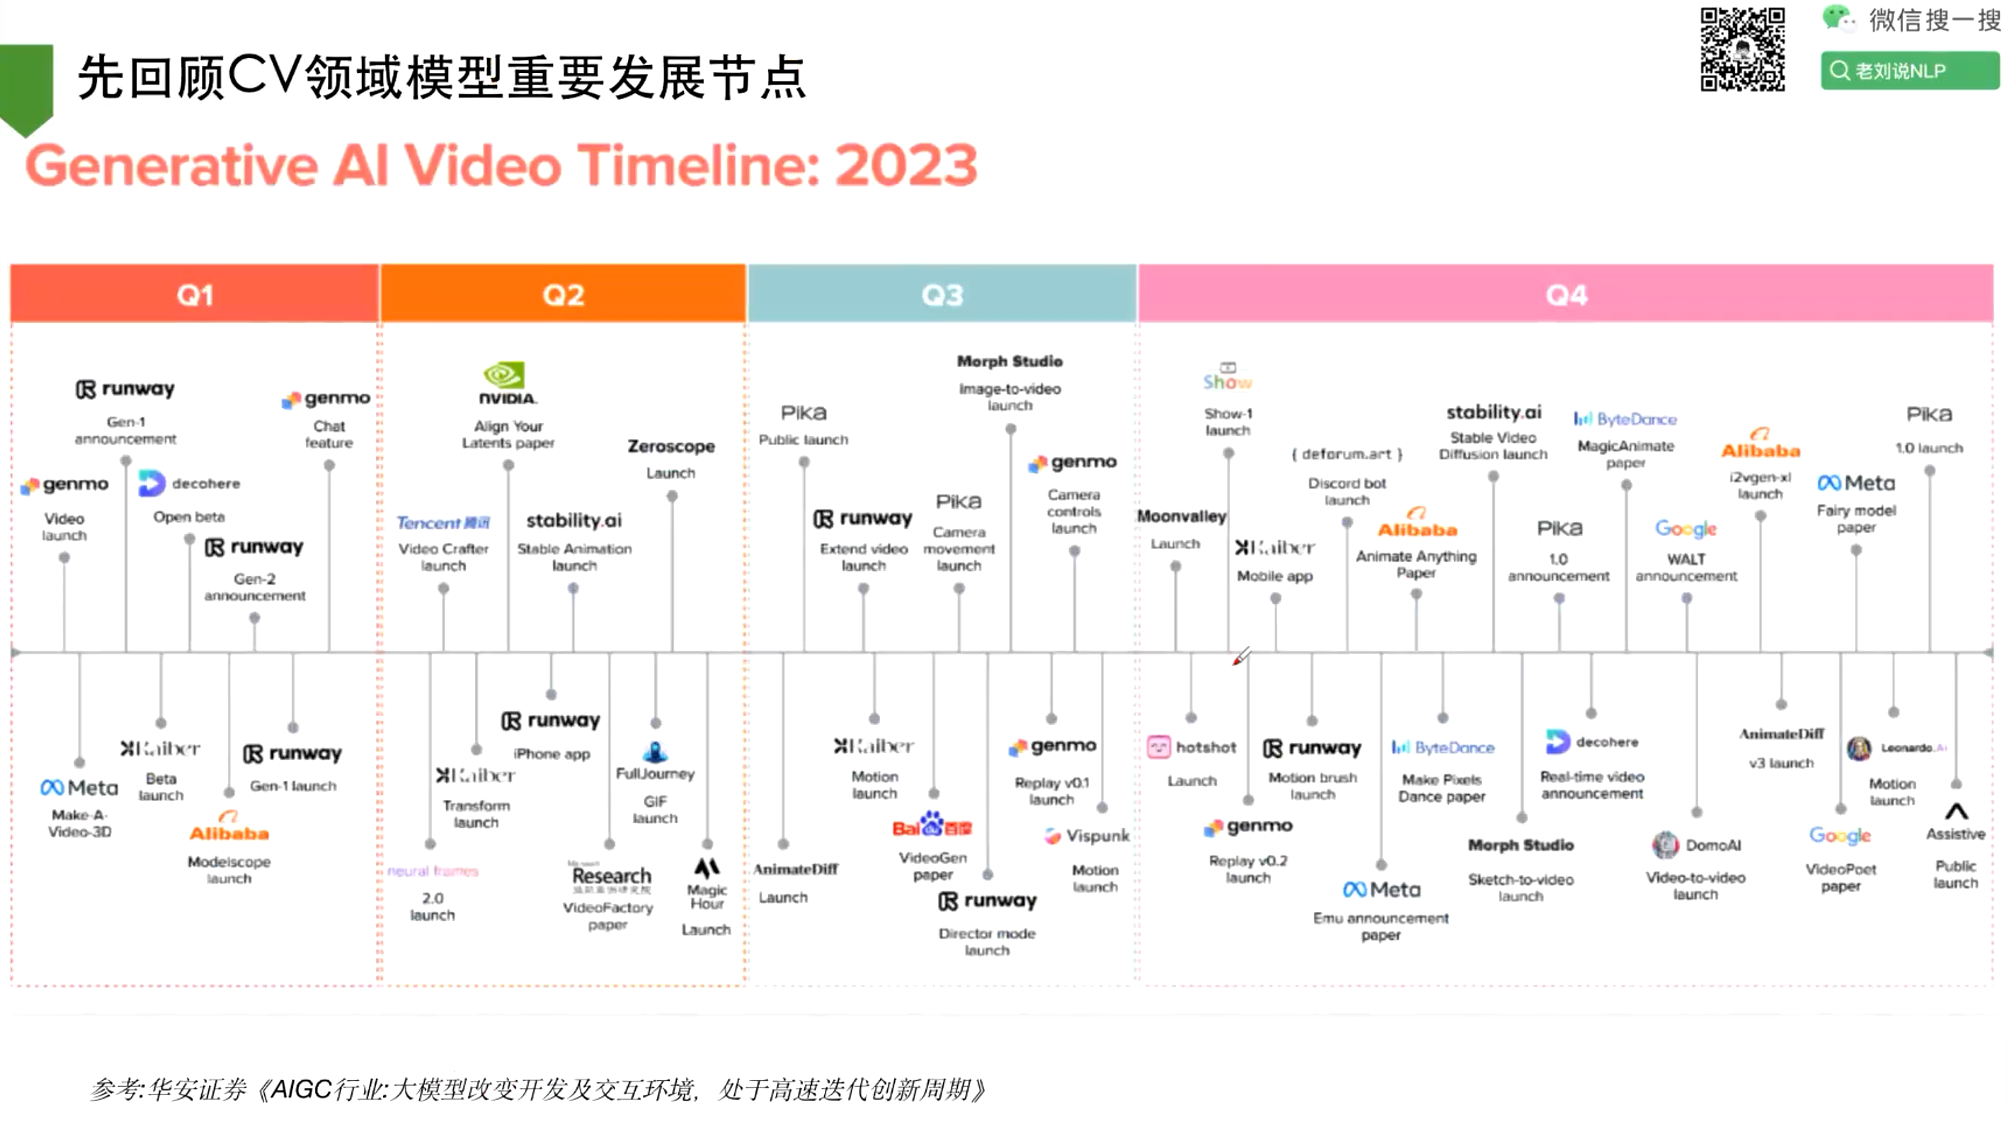 先回顾CV领域模型重要发展节点
微信搜一搜
老刘说NLP
Generative AI Video Timeline: 2023
Q1
Q2
Q3
Q4
runway
Gen-1
announcement
genmo
Chat
feature
genmo
Video
launch
decohere
Open beta
runway
Gen-2
announcement
Meta
Make-A-
Video-3D
Kaiber
Beta
launch
Alibaba
Modelscope
launch
runway
Gen-1 launch
NVIDIA.
Align Your
Latents paper
Zeroscope
Launch
Tencent 腾讯
Video Crafter
launch
stability.ai
Stable Animation
launch
runway
iPhone app
Kaiber
Transform
launch
FullJourney
GIF
launch
neural frames
2.0
launch
Microsoft
Research
VideoFactory
paper
Magic
Hour
Launch
Morph Studio
Image-to-video
launch
Pika
Public launch
genmo
Camera
controls
launch
runway
Extend video
launch
Pika
Camera
movement
launch
Kaiber
Motion
launch
genmo
Replay v0.1
launch
Bai百度
VideoGen
paper
Vispunk
Motion
launch
AnimateDiff
Launch
runway
Director mode
launch
Show
Show-1
launch
{ deforum.art }
Discord bot
launch
stability.ai
Stable Video
Diffusion launch
ByteDance
MagicAnimate
paper
Alibaba
i2vgen-xl
launch
Pika
1.0 launch
Meta
Fairy model
paper
Moonvalley
Launch
Kaiber
Mobile app
Alibaba
Animate Anything
Paper
Pika
1.0
announcement
Google
WALT
announcement
hotshot
Launch
runway
Motion brush
launch
ByteDance
Make Pixels
Dance paper
decohere
Real-time video
announcement
AnimateDiff
v3 launch
Leonardo.Ai
Motion
launch
genmo
Replay v0.2
launch
Meta
Emu announcement
paper
Morph Studio
Sketch-to-video
launch
DomoAI
Video-to-video
launch
Google
VideoPoet
paper
Assistive
Public
launch
参考:华安证券《AIGC行业:大模型改变开发及交互环境，处于高速迭代创新周期》